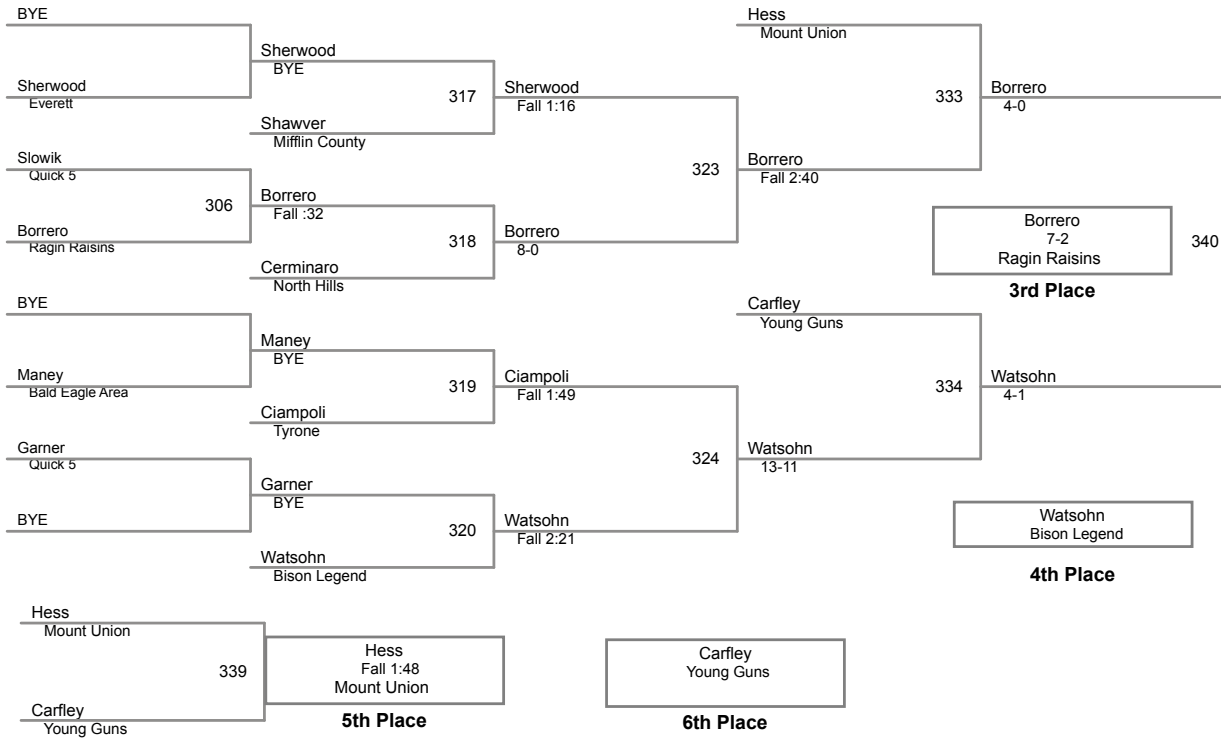 BYE
Sherwood
Everett
Slowik
Quick 5
306
Borrero
Ragin Raisins
BYE
Maney
Bald Eagle Area
Garner
Quick 5
BYE
Sherwood
BYE
317
Shawver
Mifflin County
Borrero
Fall :32
318
Cerminaro
North Hills
Maney
BYE
319
Ciampoli
Tyrone
Garner
BYE
320
Watsohn
Bison Legend
Sherwood
Fall 1:16
323
Borrero
8-0
Ciampoli
Fall 1:49
324
Watsohn
Fall 2:21
Hess
Mount Union
333
Borrero
Fall 2:40
Carfley
Young Guns
334
Watsohn
13-11
Borrero
4-0
Borrero
7-2
Ragin Raisins
340
3rd Place
Watsohn
4-1
Watsohn
Bison Legend
4th Place
Hess
Mount Union
339
Carfley
Young Guns
Hess
Fall 1:48
Mount Union
5th Place
Carfley
Young Guns
6th Place